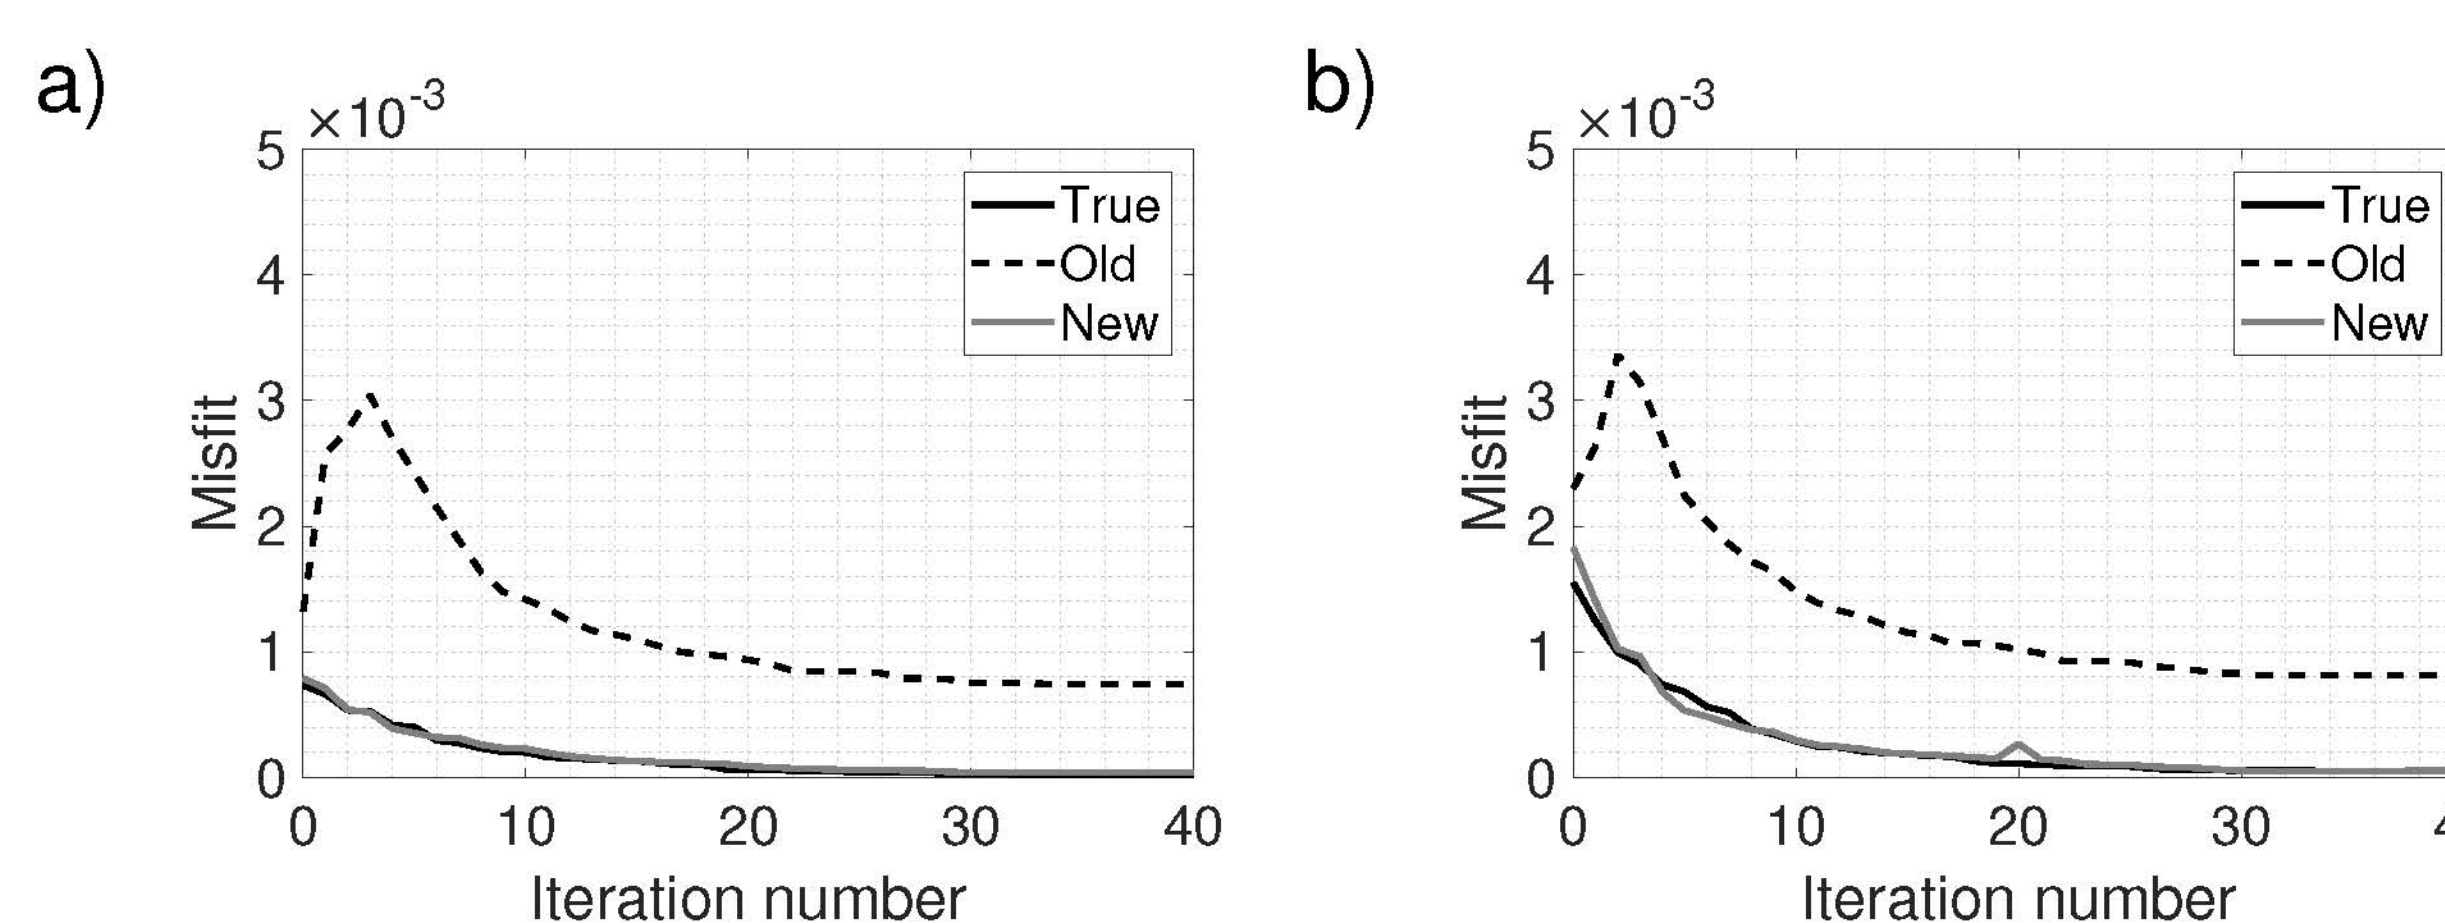 a)
×10-3
5
4
3
2
1
0
Misfit
True
Old
New
0 10 20 30 40
Iteration number
b)
×10-3
5
4
3
2
1
0
Misfit
True
Old
New
0 10 20 30
Iteration number